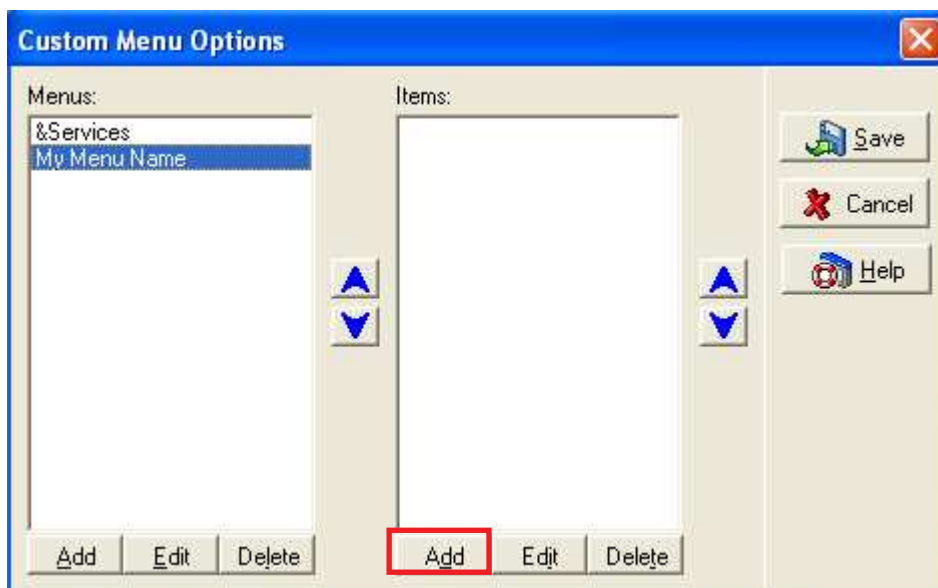 Custom Menu Options
Menus:
Items:
&Services
My Menu Name
Save
Cancel
Help
Add Edit Delete
Add Edit Delete